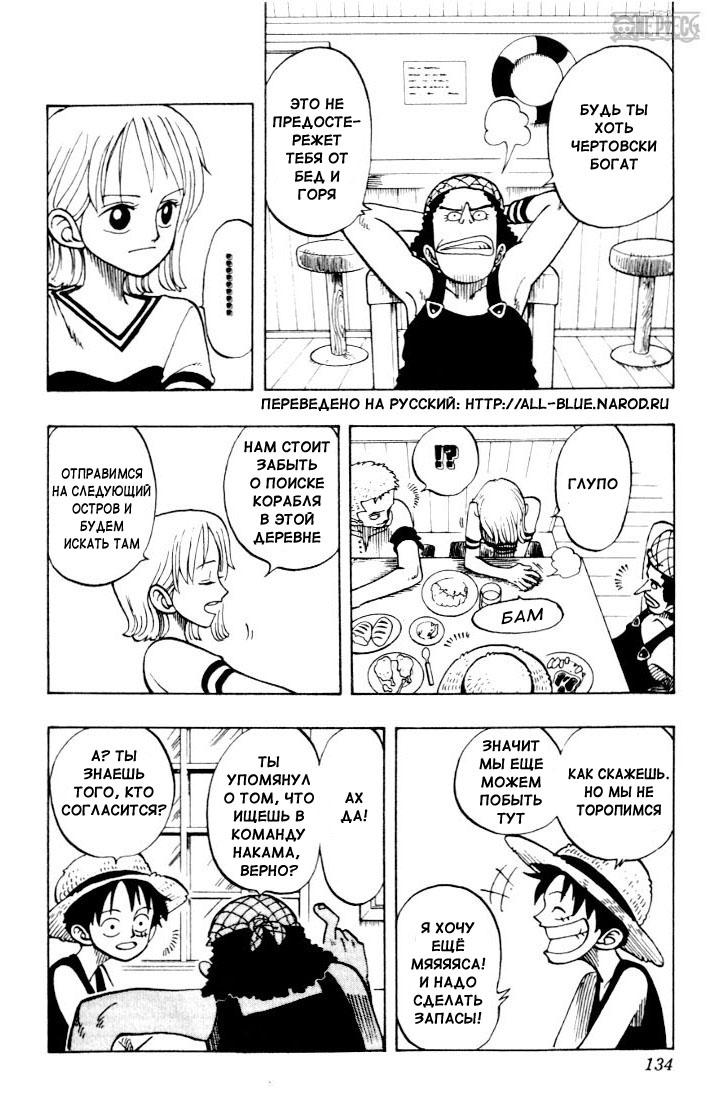 ONE PIECE
БУДЬ ТЫ
ХОТЬ
ЧЕРТОВСКИ
БОГАТ
ЭТО НЕ
ПРЕДОСТЕ-
РЕЖЕТ
ТЕБЯ ОТ
БЕД И
ГОРЯ
.........
ПЕРЕВЕДЕНО НА РУССКИЙ: HTTP://ALL-BLUE.NAROD.RU
ГЛУПО
!?
БАМ
НАМ СТОИТ
ЗАБЫТЬ
О ПОИСКЕ
КОРАБЛЯ
В ЭТОЙ
ДЕРЕВНЕ
ОТПРАВИМСЯ
НА СЛЕДУЮЩИЙ
ОСТРОВ И
БУДЕМ
ИСКАТЬ ТАМ
КАК СКАЖЕШЬ.
НО МЫ НЕ
ТОРОПИМСЯ
ЗНАЧИТ
МЫ ЕЩЕ
МОЖЕМ
ПОБЫТЬ
ТУТ
Я ХОЧУ
ЕЩЁ
МЯЯЯЯСА!
И НАДО
СДЕЛАТЬ
ЗАПАСЫ!
АХ
ДА!
ТЫ
УПОМЯНУЛ
О ТОМ, ЧТО
ИЩЕШЬ В
КОМАНДУ
НАКАМА,
ВЕРНО?
А? ТЫ
ЗНАЕШЬ
ТОГО, КТО
СОГЛАСИТСЯ?
134